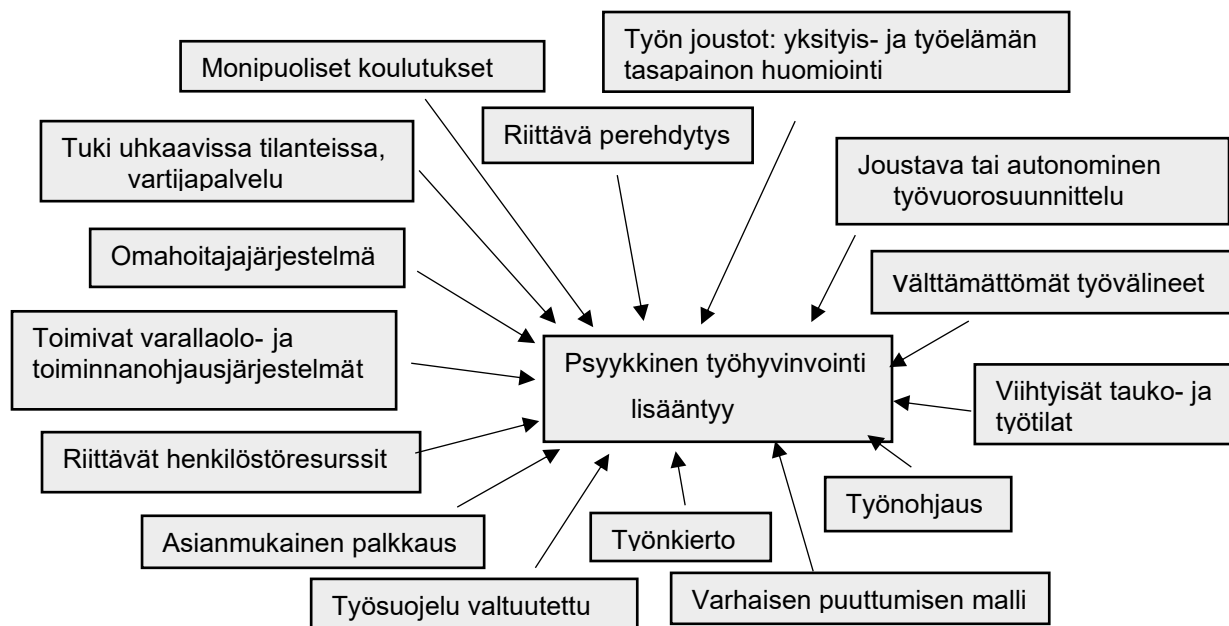 Työn joustot: yksityis- ja työelämän
tasapainon huomiointi
Monipuoliset koulutukset
Riittävä perehdytys
Tuki uhkaavissa tilanteissa,
vartijapalvelu
Joustava tai autonominen
työvuorosuunnittelu
Omahoitajajärjestelmä
välttämättömät työvälineet
Toimivat varallaolo- ja
toiminnanohjausjärjestelmät
Psyykkinen työhyvinvointi
lisääntyy
Viihtyisät tauko- ja
työtilat
Riittävät henkilöstöresurssit
Työnohjaus
Asianmukainen palkkaus
Työnkierto
Työsuojelu valtuutettu
Varhaisen puuttumisen malli